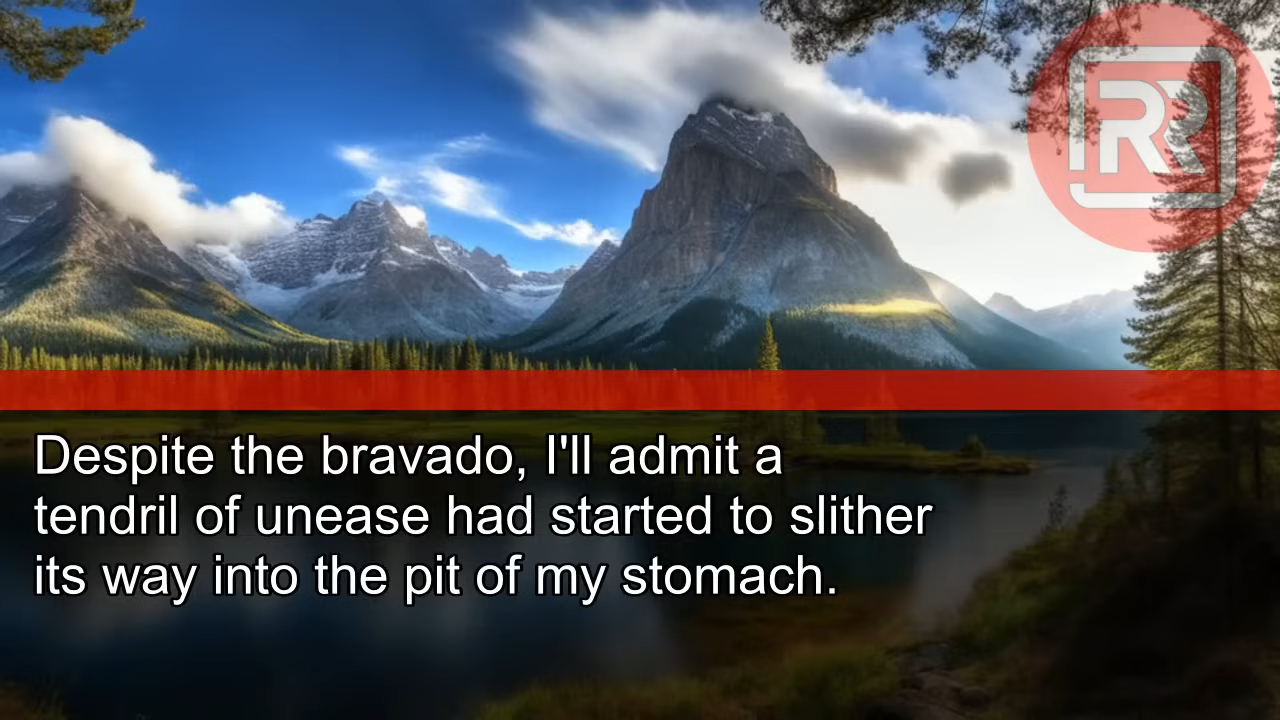 RR
Despite the bravado, I'll admit a
tendril of unease had started to slither
its way into the pit of my stomach.